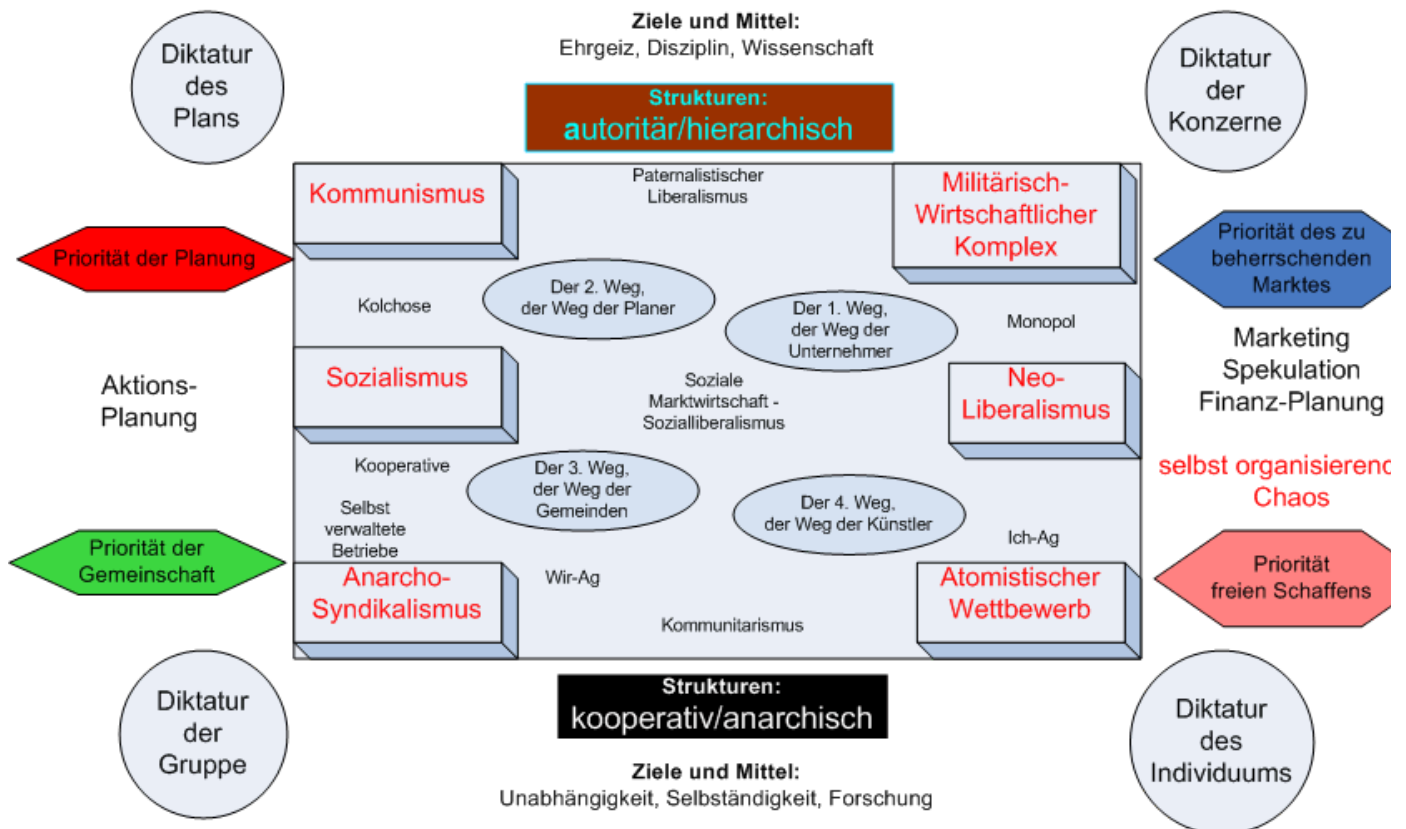 Ziele und Mittel:
Ehrgeiz, Disziplin, Wissenschaft
Diktatur
des
Plans
Diktatur
der
Konzerne
Strukturen:
autoritär/hierarchisch
Kommunismus
Paternalistischer
Liberalismus
Militärisch-
Wirtschaftlicher
Komplex
Priorität der Planung
Priorität des zu
beherrschenden
Marktes
Kolchose
Der 2. Weg,
der Weg der Planer
Der 1. Weg,
der Weg der
Unternehmer
Monopol
Marketing
Spekulation
Finanz-Planung
Aktions-
Planung
Sozialismus
Soziale
Marktwirtschaft -
Sozialliberalismus
Neo-
Liberalismus
Kooperative
Der 3. Weg,
der Weg der
Gemeinden
Der 4. Weg,
der Weg der Künstler
selbst organisierend
Chaos
Selbst
verwaltete
Betriebe
Ich-Ag
Priorität der
Gemeinschaft
Anarcho-
Syndikalismus
Wir-Ag
Kommunitarismus
Atomistischer
Wettbewerb
Priorität
freien Schaffens
Diktatur
der
Gruppe
Strukturen:
kooperativ/anarchisch
Diktatur
des
Individuums
Ziele und Mittel:
Unabhängigkeit, Selbständigkeit, Forschung